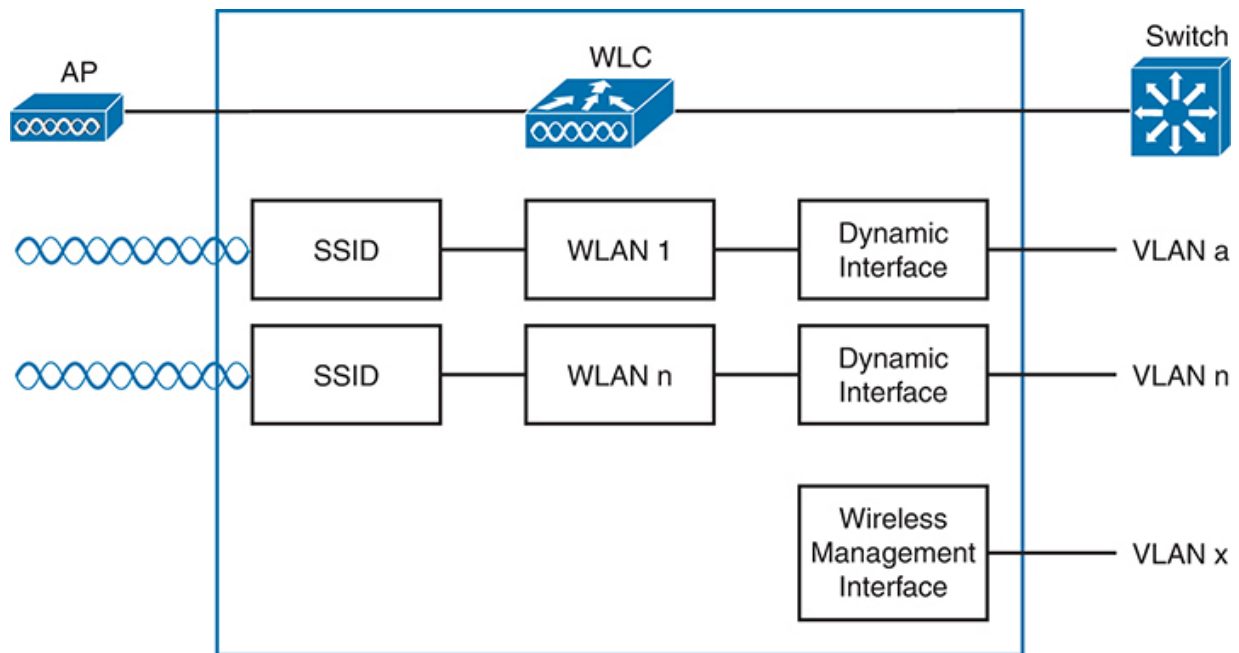 AP
WLC
Switch
SSID
WLAN 1
Dynamic
Interface
VLAN a
SSID
WLAN n
Dynamic
Interface
VLAN n
Wireless
Management
Interface
VLAN x